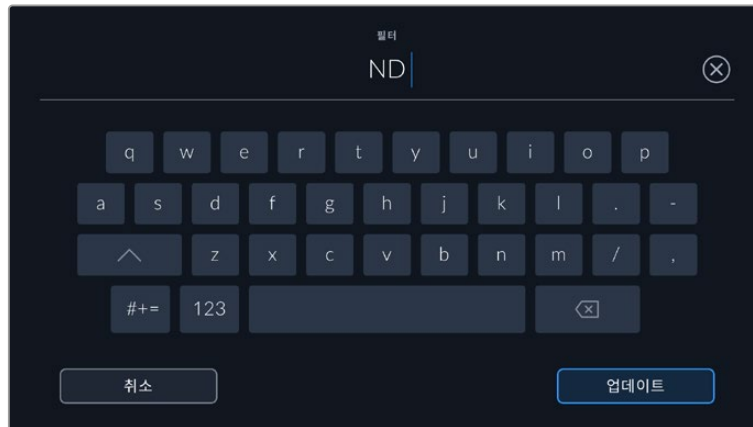 필터
ND
q w e r t y u i o p
a s d f g h j k l . -
z x c v b n m / ,
#+= 123
취소 업데이트